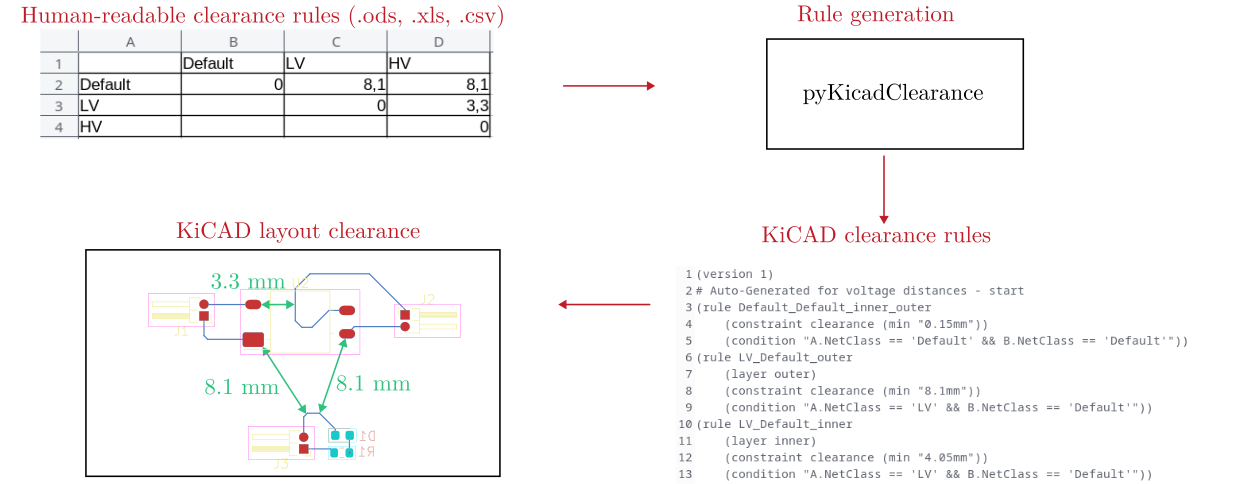 Human-readable clearance rules (.ods, .xls, .csv)
A B C D
1 Default LV HV
2 Default 0 8,1 8,1
3 LV 0 3,3
4 HV 0
Rule generation
pyKicadClearance
KiCAD clearance rules
1 (version 1)
2 # Auto-Generated for voltage distances - start
3 (rule Default_Default_inner_outer
4 (constraint clearance (min "0.15mm"))
5 (condition "A.NetClass == 'Default' && B.NetClass == 'Default'"))
6 (rule LV_Default_outer
7 (layer outer)
8 (constraint clearance (min "8.1mm"))
9 (condition "A.NetClass == 'LV' && B.NetClass == 'Default'"))
10 (rule LV_Default_inner
11 (layer inner)
12 (constraint clearance (min "4.05mm"))
13 (condition "A.NetClass == 'LV' && B.NetClass == 'Default'"))
KiCAD layout clearance
3.3 mm
J1
J2
8.1 mm
8.1 mm
J3
D1
R1